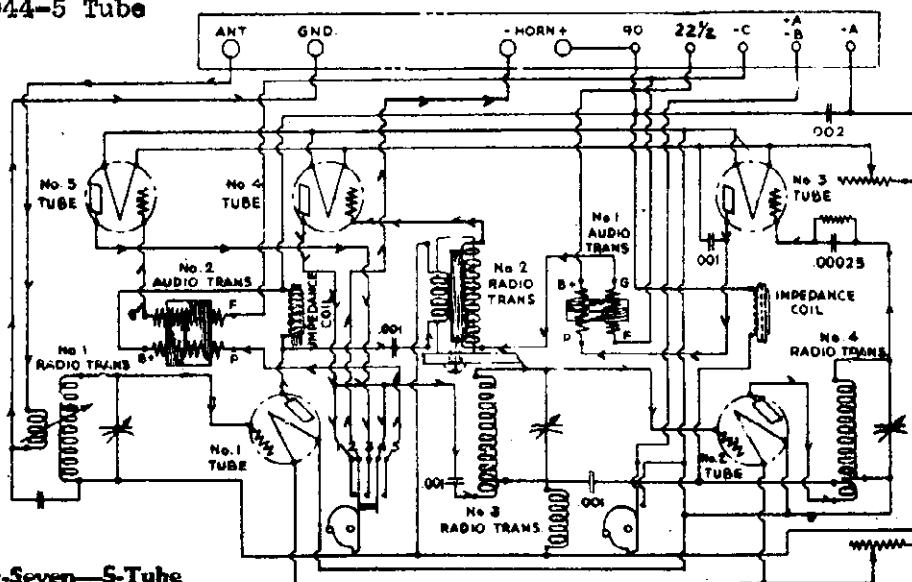 944-5 Tube
ANT GND. - HORN + 90 22½ -C +A -B -A
.002
No. 5 TUBE
No 4 TUBE
No 3 TUBE
No. 2 AUDIO TRANS
No 2 RADIO TRANS
No 1 AUDIO TRANS
.001
.00025
IMPEDANCE COIL
IMPEDANCE COIL
G F
B+ P
B+ G
P F
.001
No 1 RADIO TRANS
No. 4 RADIO TRANS
No. 1 TUBE
1 2 3 4 5
No. 2 TUBE
.001
.001
No 3 RADIO TRANS.
-Seven—5-Tube